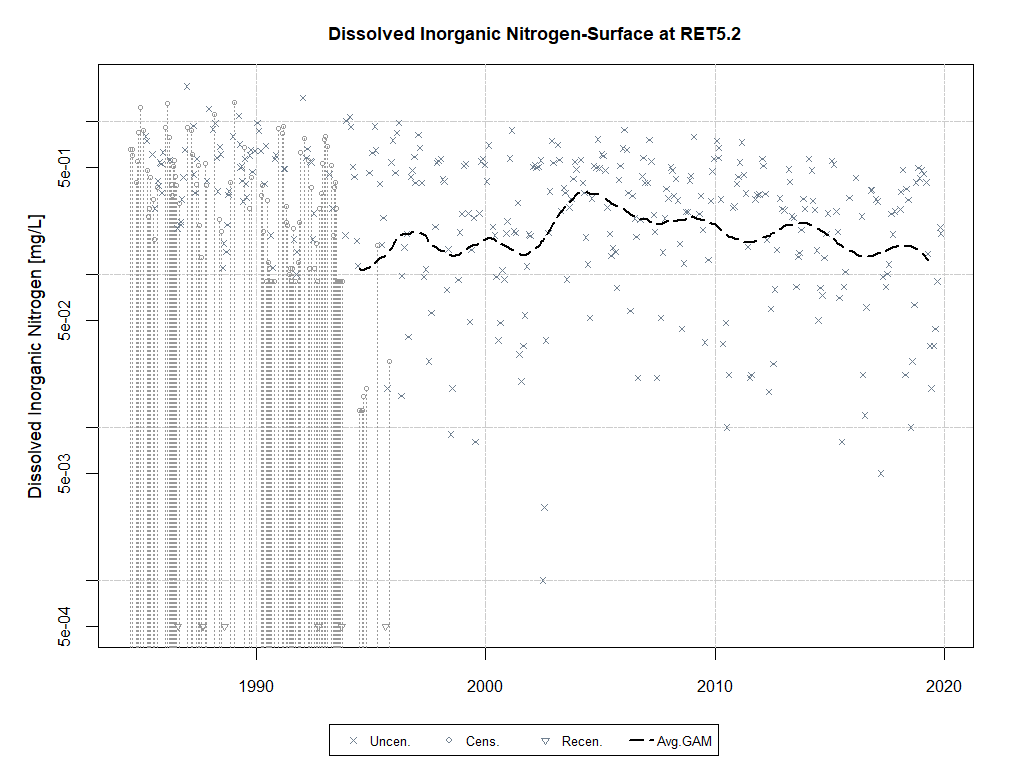 Dissolved Inorganic Nitrogen-Surface at RET5.2
Dissolved Inorganic Nitrogen [mg/L]
5e-01
5e-02
5e-03
5e-04
1990
2000
2010
2020
Uncen.
Cens.
Recen.
Avg.GAM